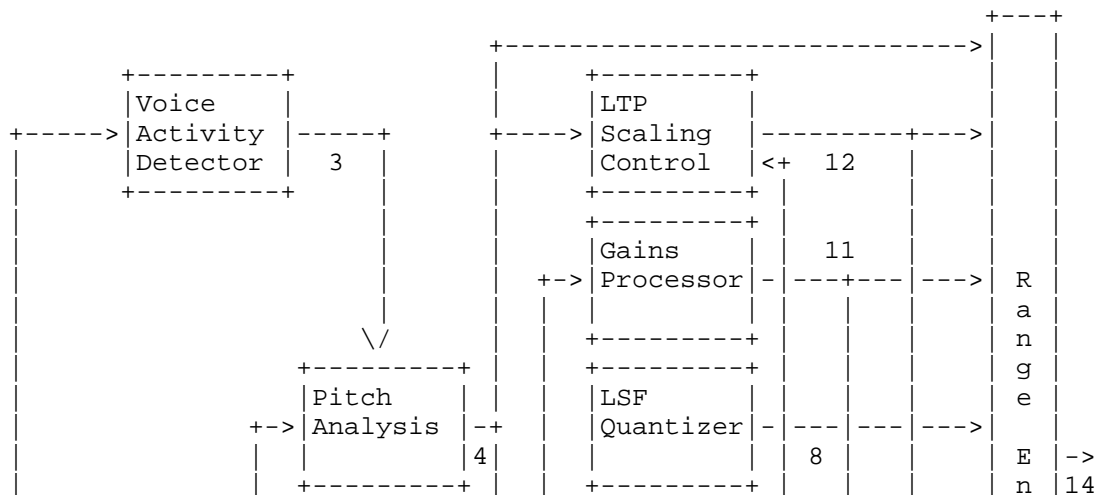 Voice
Activity
Detector
3
LTP
Scaling
Control
12
Gains
Processor
11
Pitch
Analysis
4
LSF
Quantizer
8
R
a
n
g
e
E
n
14